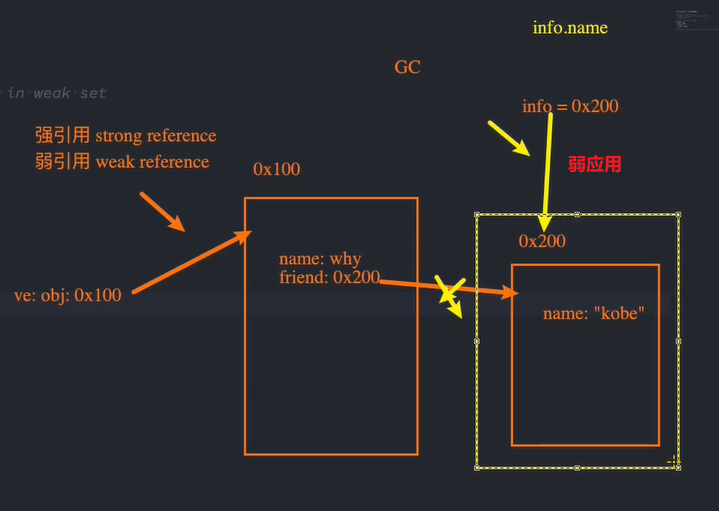 info.name
GC
in weak set
info = 0x200
强引用 strong reference
弱引用 weak reference
弱应用
0x100
0x200
name: why
friend: 0x200
ve: obj: 0x100
name: "kobe"